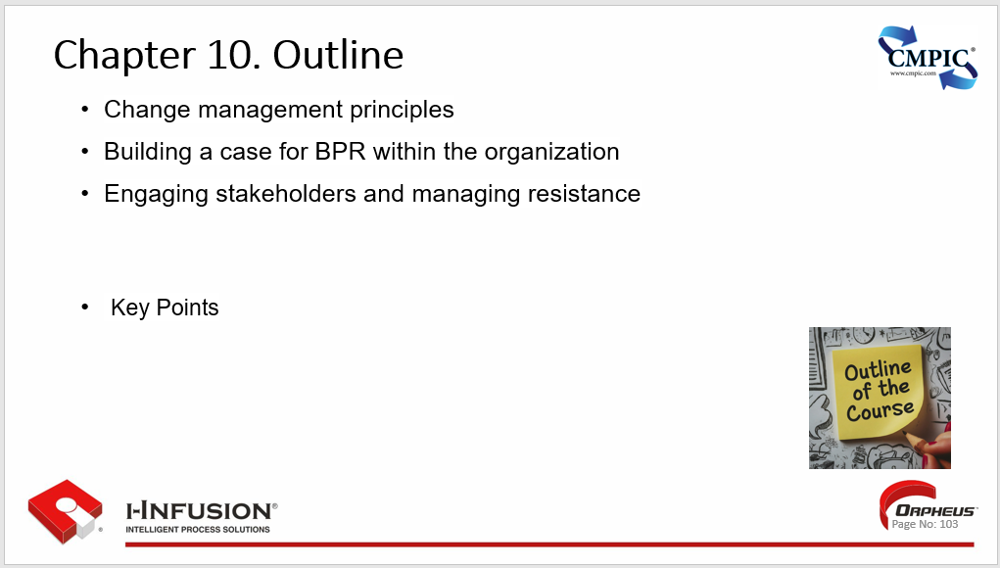 Chapter 10. Outline
CMPIC®
www.cmpic.com
• Change management principles
• Building a case for BPR within the organization
• Engaging stakeholders and managing resistance
• Key Points
Outline
of the
Course
I-INFUSION®
INTELLIGENT PROCESS SOLUTIONS
ORPHEUS™
Page No: 103